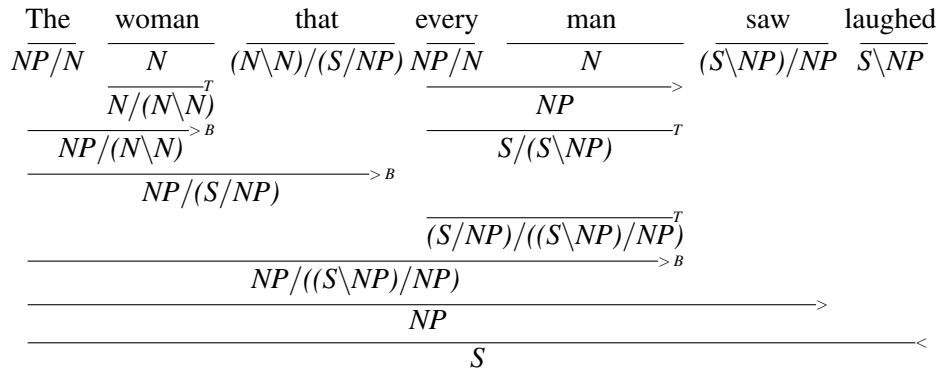 The woman that every man saw laughed
NP/N N (N\N)/(S/NP) NP/N N (S\NP)/NP S\NP
T >
N/(N\N) NP
>B T
NP/(N\N) S/(S\NP)
>B
NP/(S/NP)
T
(S/NP)/((S\NP)/NP)
>B
NP/((S\NP)/NP)
>
NP
<
S